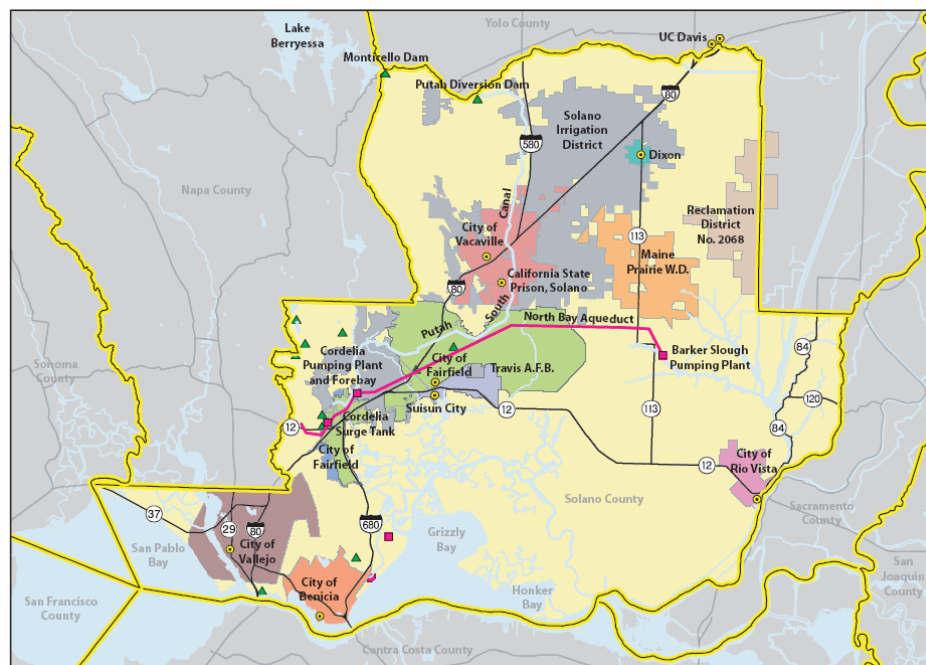 Yolo County
Lake
Berryessa
UC Davis
Monticello Dam
Putah Diversion Dam
80
Solano
Irrigation
District
580
Dixon
Napa County
Canal
Reclamation
District
No. 2068
City of
Vacaville
113
Maine
Prairie W.D.
California State
Prison, Solano
80
South
North Bay Aqueduct
Putah
Sonoma
County
Cordelia
Pumping Plant
and Forebay
City of
Fairfield
Travis A.F.B.
Barker Slough
Pumping Plant
84
120
Suisun City
12
113
84
12
Cordelia
Surge Tank
City of
Fairfield
12
City of
Rio Vista
Solano County
Sacramento
County
37
29
80
680
San Pablo
Bay
City of
Vallejo
Grizzly
Bay
San
Joaquin
County
City of
Benicia
Honker
Bay
San Francisco
County
Contra Costa County